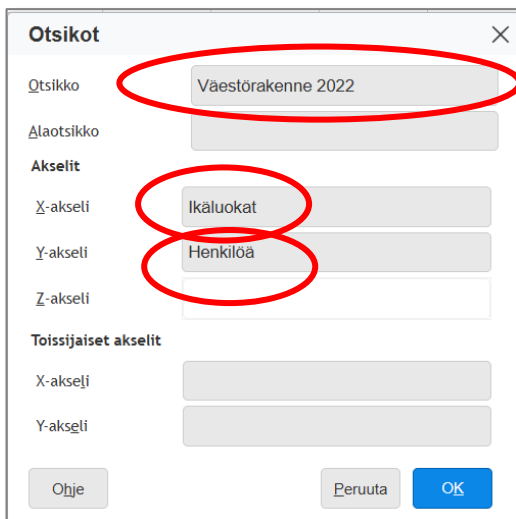 Otsikot
Otsikko Väestörakenne 2022
Alaotsikko
Akselit
X-akseli Ikäluokat
Y-akseli Henkilöä
Z-akseli
Toissijaiset akselit
X-akseli
Y-akseli
Ohje Peruuta OK